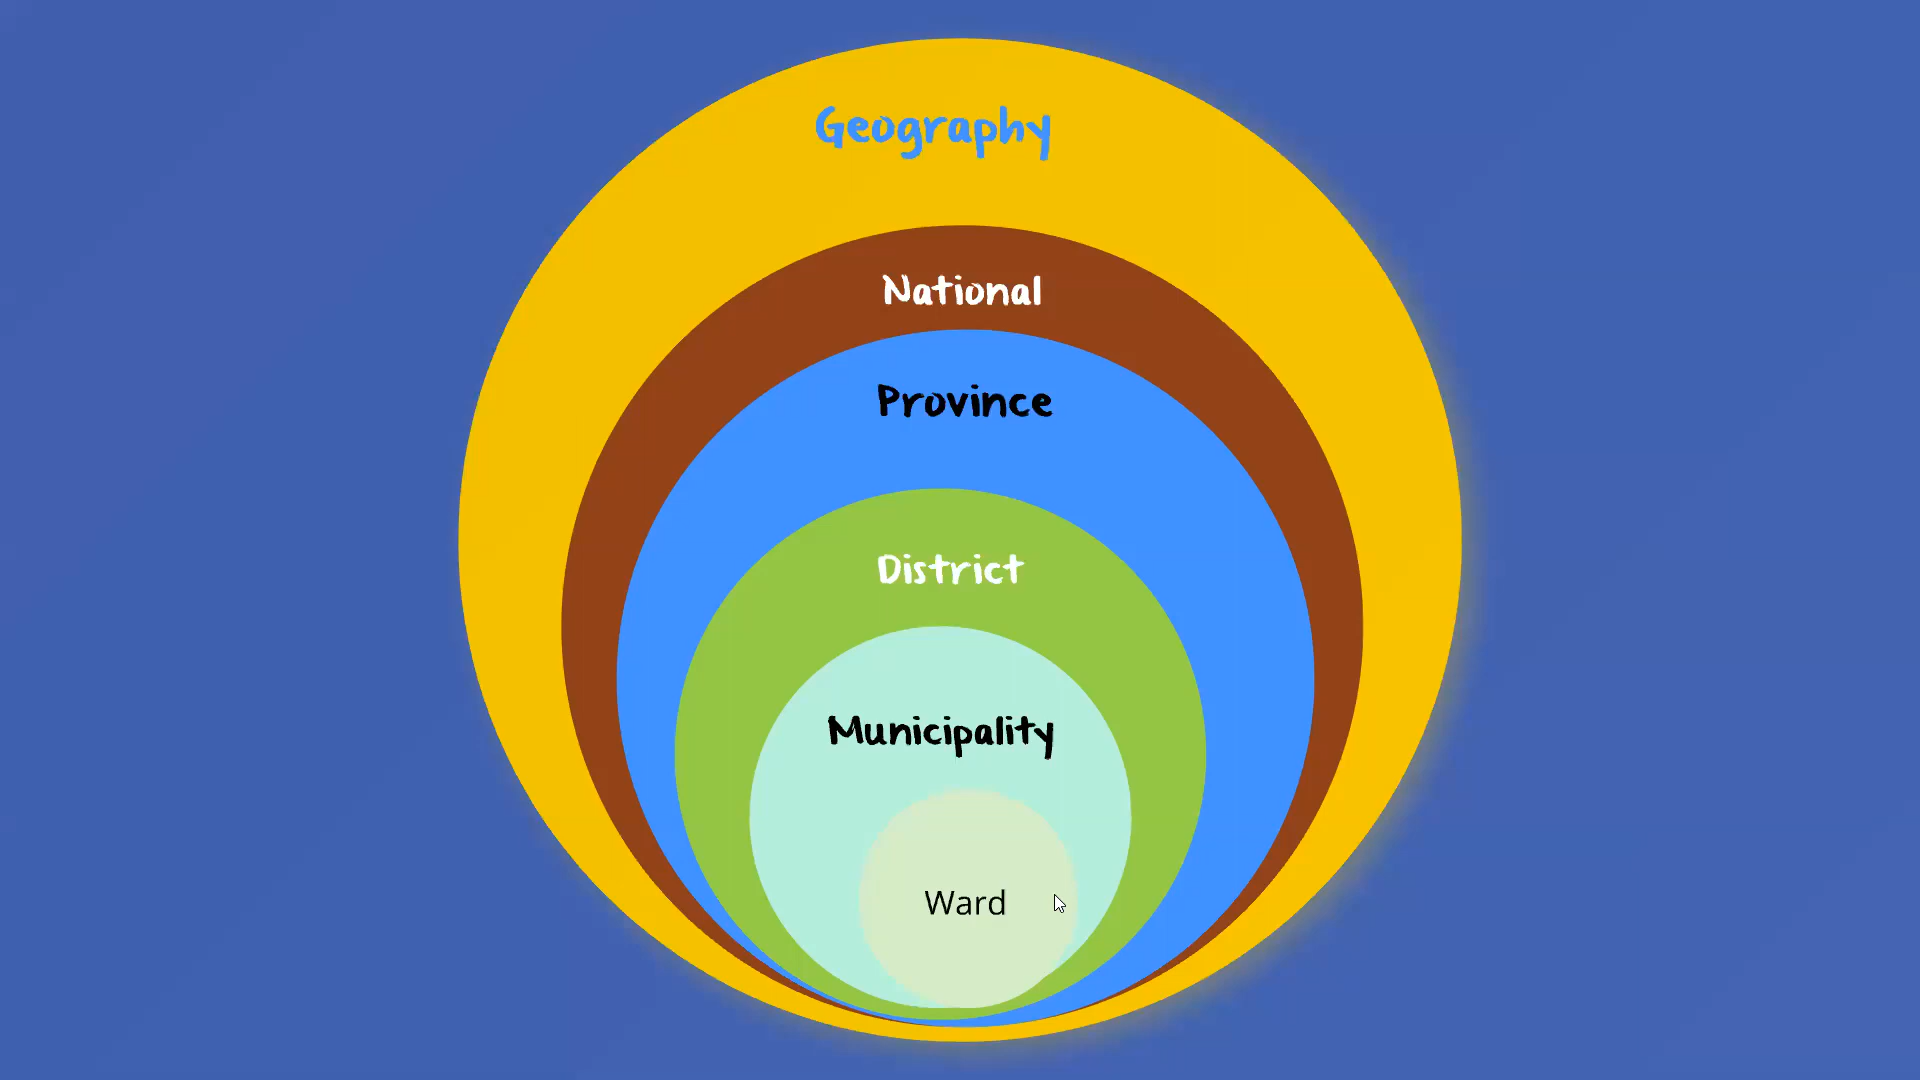 Geography
National
Province
District
Municipality
Ward